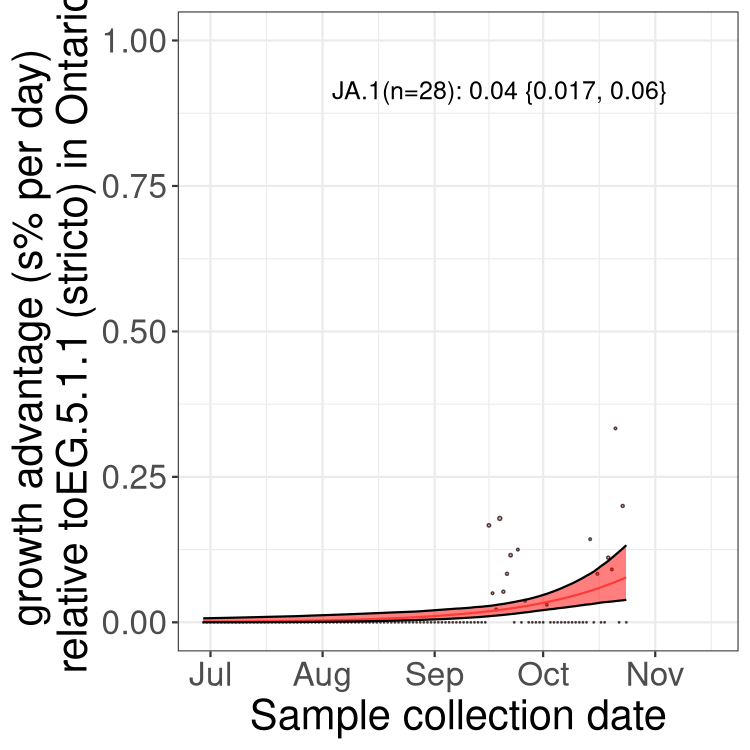 growth advantage (s% per day)
relative toEG.5.1.1 (stricto) in Ontario
1.00
0.75
0.50
0.25
0.00
JA.1(n=28): 0.04 {0.017, 0.06}
Jul Aug Sep Oct Nov
Sample collection date